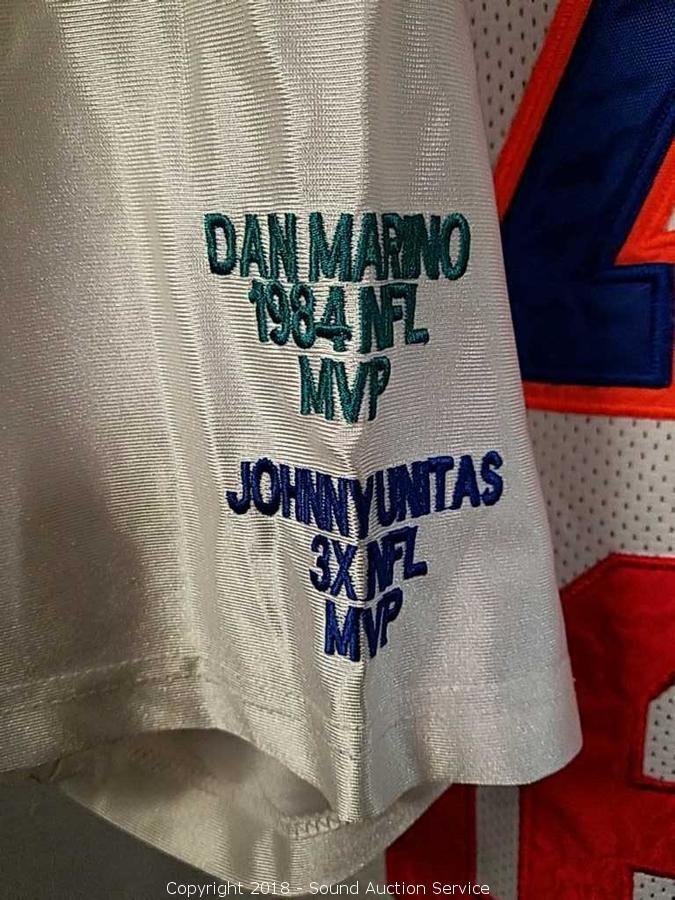 DAN MARINO
1984 NFL
MVP
JOHNNY UNITAS
3X NFL
MVP
Copyright 2018 - Sound Auction Service